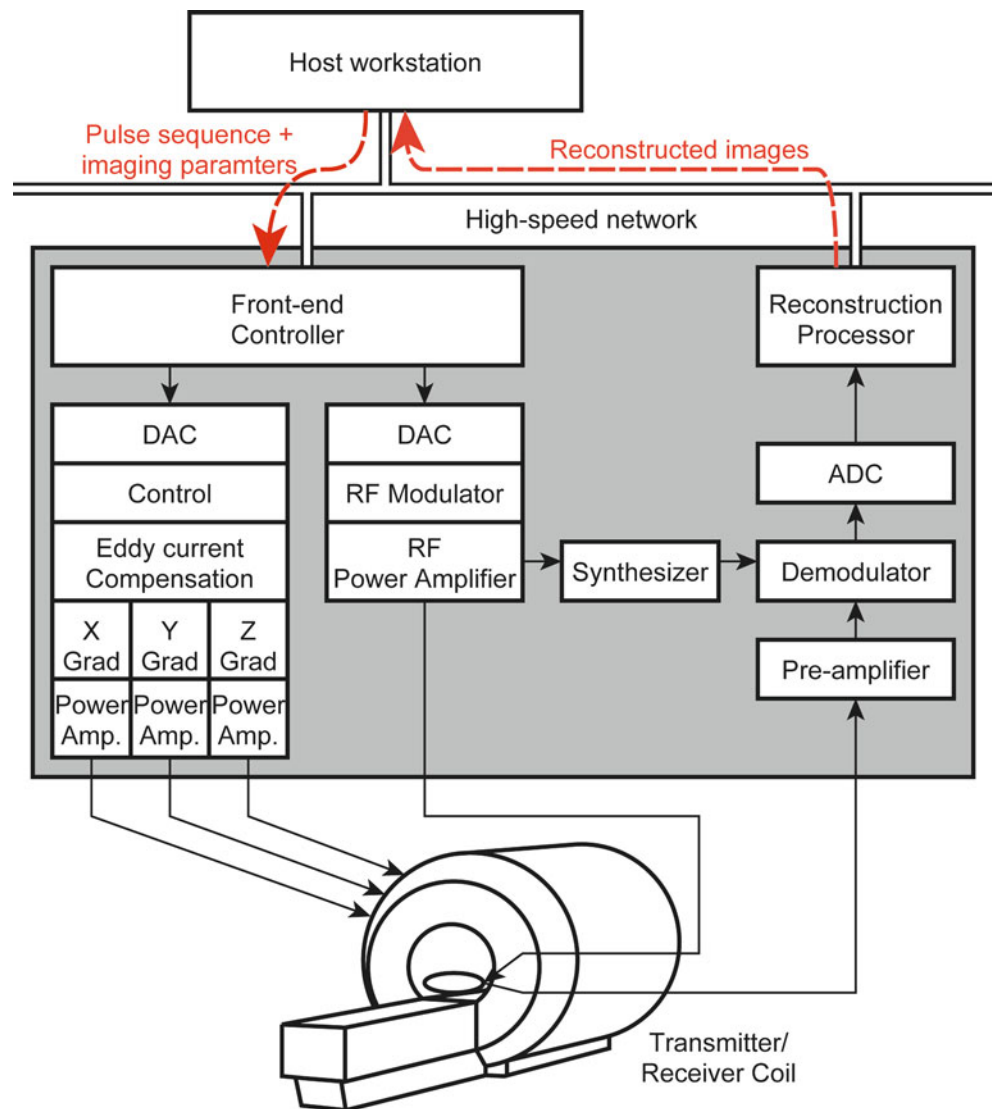 Host workstation
Pulse sequence +
imaging paramters
Reconstructed images
High-speed network
Front-end
Controller
Reconstruction
Processor
DAC
Control
Eddy current
Compensation
X
Grad
Y
Grad
Z
Grad
Power
Amp.
Power
Amp.
Power
Amp.
DAC
RF Modulator
RF
Power Amplifier
Synthesizer
ADC
Demodulator
Pre-amplifier
Transmitter/
Receiver Coil